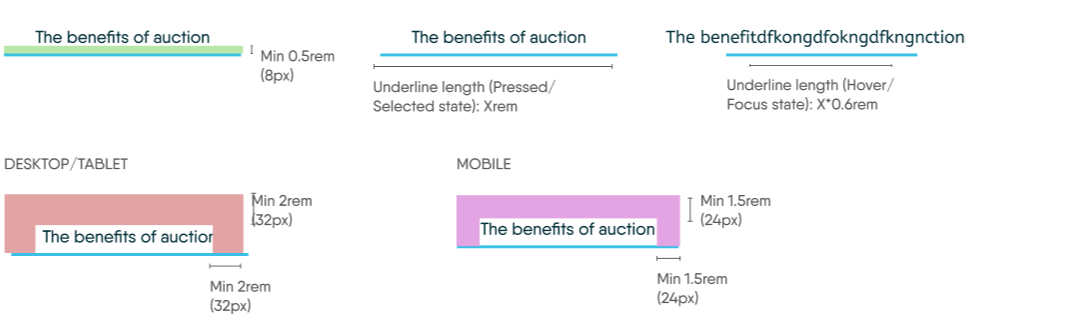 The benefits of auction
Min 0.5rem
(8px)
The benefits of auction
Underline length (Pressed/
Selected state): Xrem
The benefitdfkongdfokngdfkngnction
Underline length (Hover/
Focus state): X*0.6rem
DESKTOP/TABLET
Min 2rem
(32px)
The benefits of auction
Min 2rem
(32px)
MOBILE
Min 1.5rem
(24px)
The benefits of auction
Min 1.5rem
(24px)